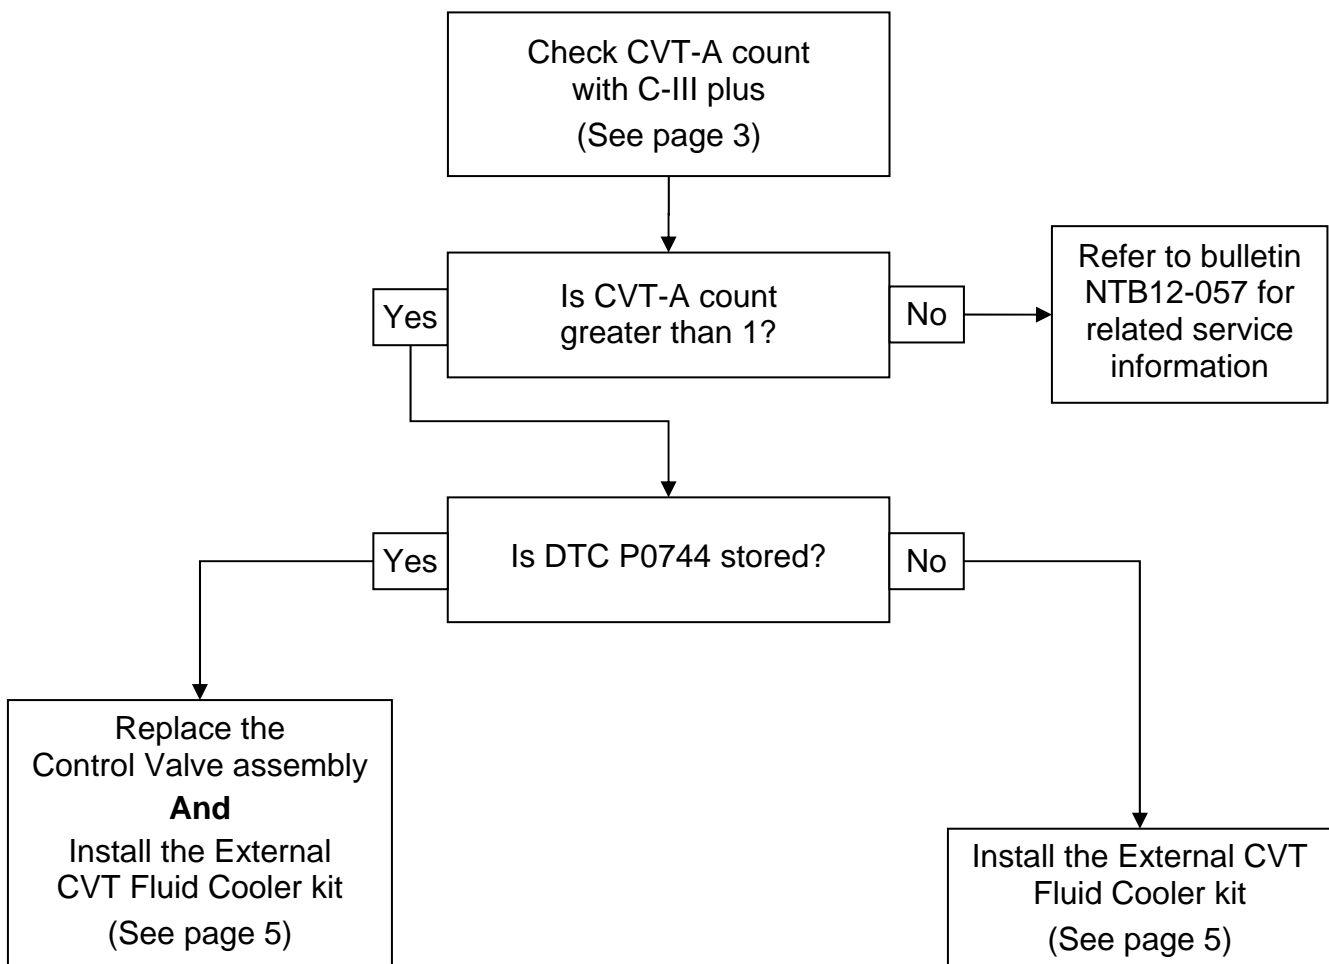 Check CVT-A count
with C-III plus
(See page 3)
Yes
Is CVT-A count
greater than 1?
No
Refer to bulletin
NTB12-057 for
related service
information
Yes
Is DTC P0744 stored?
No
Replace the
Control Valve assembly
And
Install the External
CVT Fluid Cooler kit
(See page 5)
Install the External CVT
Fluid Cooler kit
(See page 5)